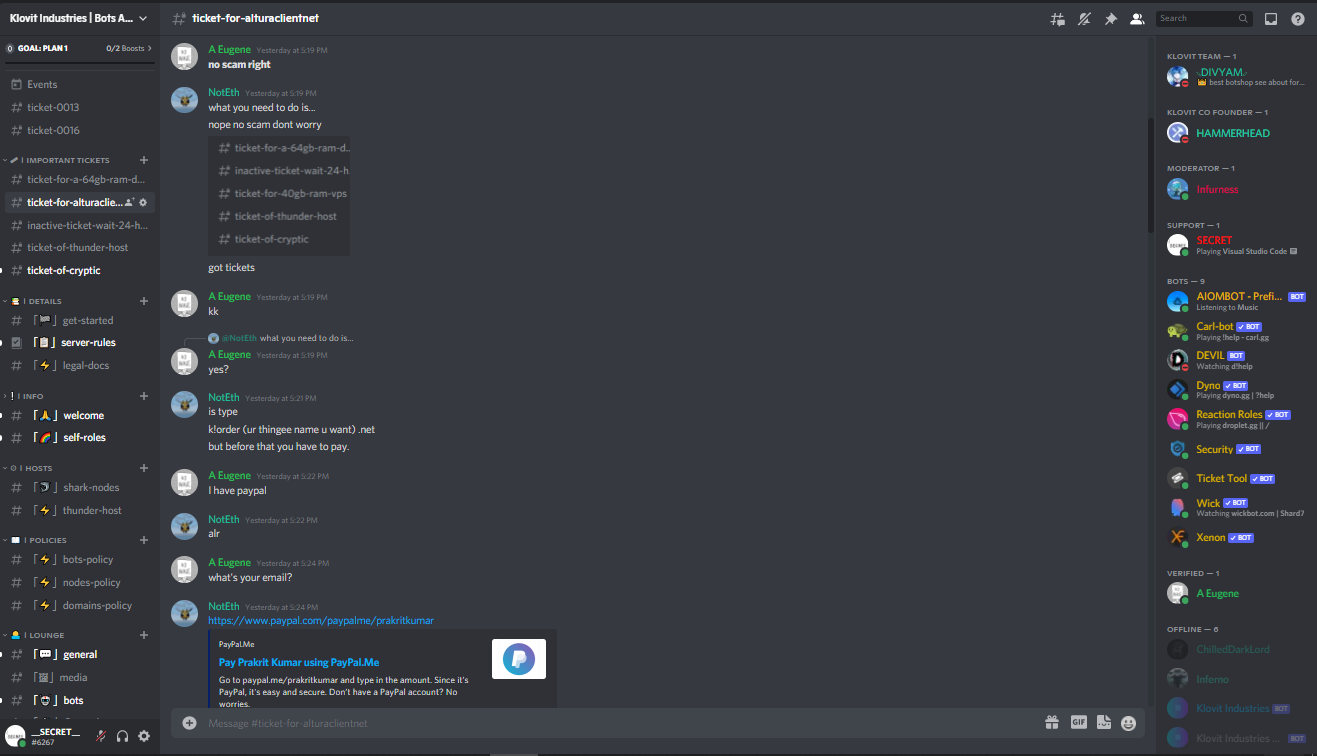 Klovit Industries | Bots A...
GOAL: PLAN 1
0/2 Boosts
Events
ticket-0013
ticket-0016
| IMPORTANT TICKETS
ticket-for-a-64gb-ram-d...
ticket-for-alturaclie...
inactive-ticket-wait-24-h...
ticket-of-thunder-host
ticket-of-cryptic
| DETAILS
get-started
server-rules
legal-docs
| INFO
welcome
self-roles
| HOSTS
shark-nodes
thunder-host
| POLICIES
bots-policy
nodes-policy
domains-policy
| LOUNGE
general
media
bots
__SECRET__
#6267
ticket-for-alturaclientnet
Search
A Eugene Yesterday at 5:19 PM
no scam right
NotEth Yesterday at 5:19 PM
what you need to do is...
nope no scam dont worry
ticket-for-a-64gb-ram-d..
inactive-ticket-wait-24-h
ticket-for-40gb-ram-vps
ticket-of-thunder-host
ticket-of-cryptic
got tickets
A Eugene Yesterday at 5:19 PM
kk
@NotEth what you need to do is...
A Eugene Yesterday at 5:19 PM
yes?
NotEth Yesterday at 5:21 PM
is type
k!order (ur thingee name u want) .net
but before that you have to pay.
A Eugene Yesterday at 5:22 PM
I have paypal
NotEth Yesterday at 5:22 PM
alr
A Eugene Yesterday at 5:24 PM
what's your email?
NotEth Yesterday at 5:24 PM
https://www.paypal.com/paypalme/prakritkumar
PayPal.Me
Pay Prakrit Kumar using PayPal.Me
Go to paypal.me/prakritkumar and type in the amount. Since it's
PayPal, it's easy and secure. Don't have a PayPal account? No
worries.
Message #ticket-for-alturaclientnet
GIF
KLOVIT TEAM — 1
DIVYAM
best botshop see about for...
KLOVIT CO FOUNDER — 1
HAMMERHEAD
MODERATOR — 1
Infurness
SUPPORT — 1
SECRET
Playing Visual Studio Code
BOTS — 9
AIOMBOT - Prefi... BOT
Listening to Music
Carl-bot BOT
Playing !help - carl.gg
DEVIL BOT
Watching d!help
Dyno BOT
Playing dyno.gg | ?help
Reaction Roles BOT
Playing droplet.gg || /
Security BOT
Ticket Tool BOT
Wick BOT
Watching wickbot.com | Shard7
Xenon BOT
VERIFIED — 1
A Eugene
OFFLINE — 6
ChilledDarkLord
Inferno
Klovit Industries BOT
Klovit Industries ... BOT